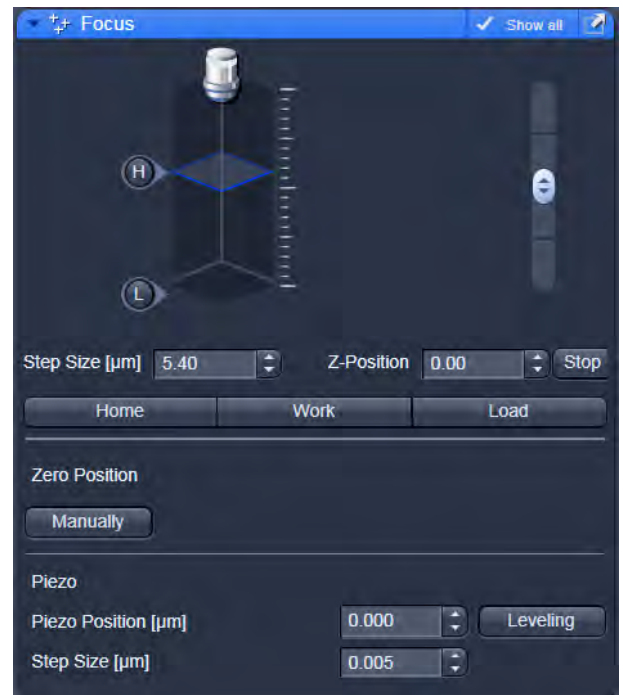 Focus Show all
H
L
Step Size [µm] 5.40 Z-Position 0.00 Stop
Home Work Load
Zero Position
Manually
Piezo
Piezo Position [µm] 0.000 Leveling
Step Size [µm] 0.005